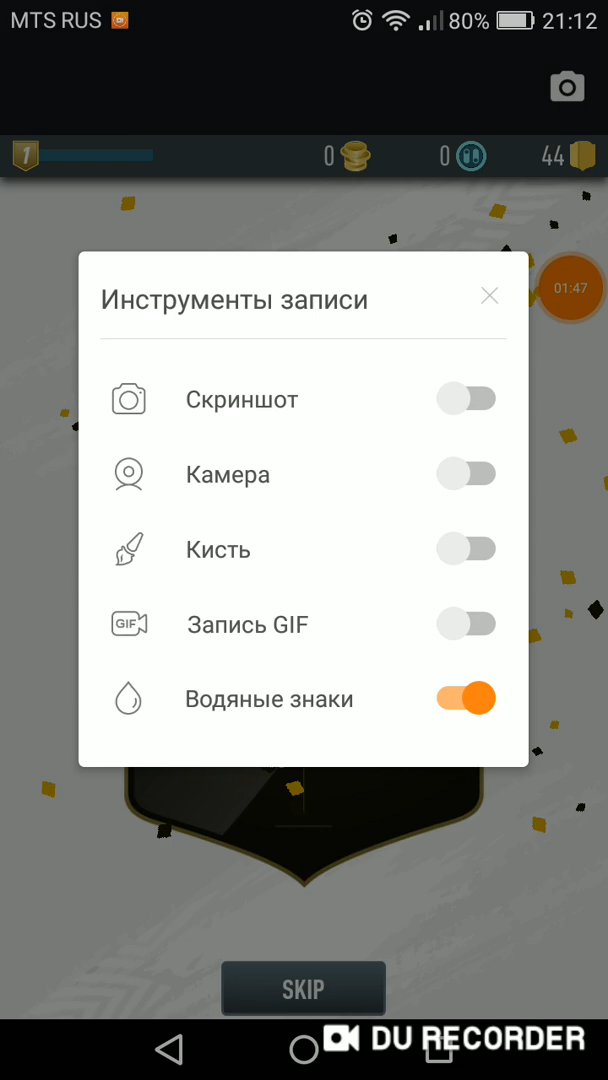 MTS RUS 80% 21:12
1 0 0 44
01:47
Инструменты записи
Скриншот
Камера
Кисть
GIF Запись GIF
Водяные знаки
SKIP
DU RECORDER